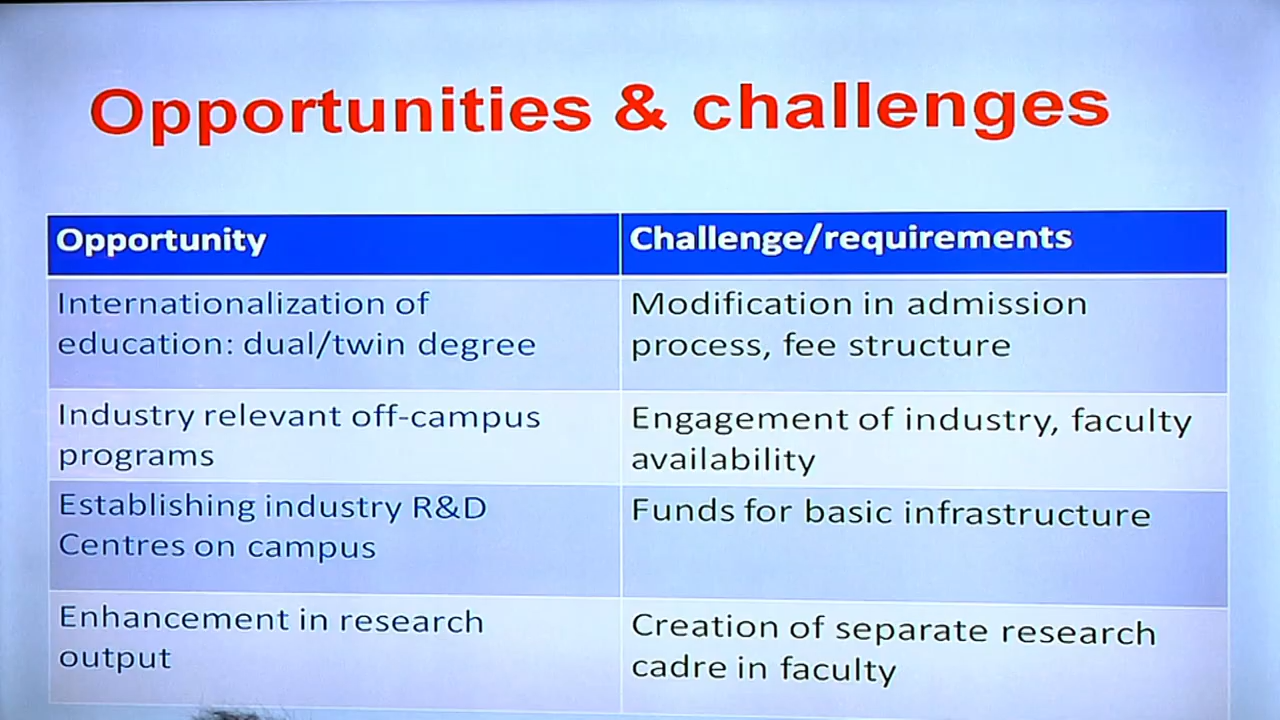 Opportunities & challenges
Opportunity
Challenge/requirements
Internationalization of
education: dual/twin degree
Modification in admission
process, fee structure
Industry relevant off-campus
programs
Engagement of industry, faculty
availability
Establishing industry R&D
Centres on campus
Funds for basic infrastructure
Enhancement in research
output
Creation of separate research
cadre in faculty